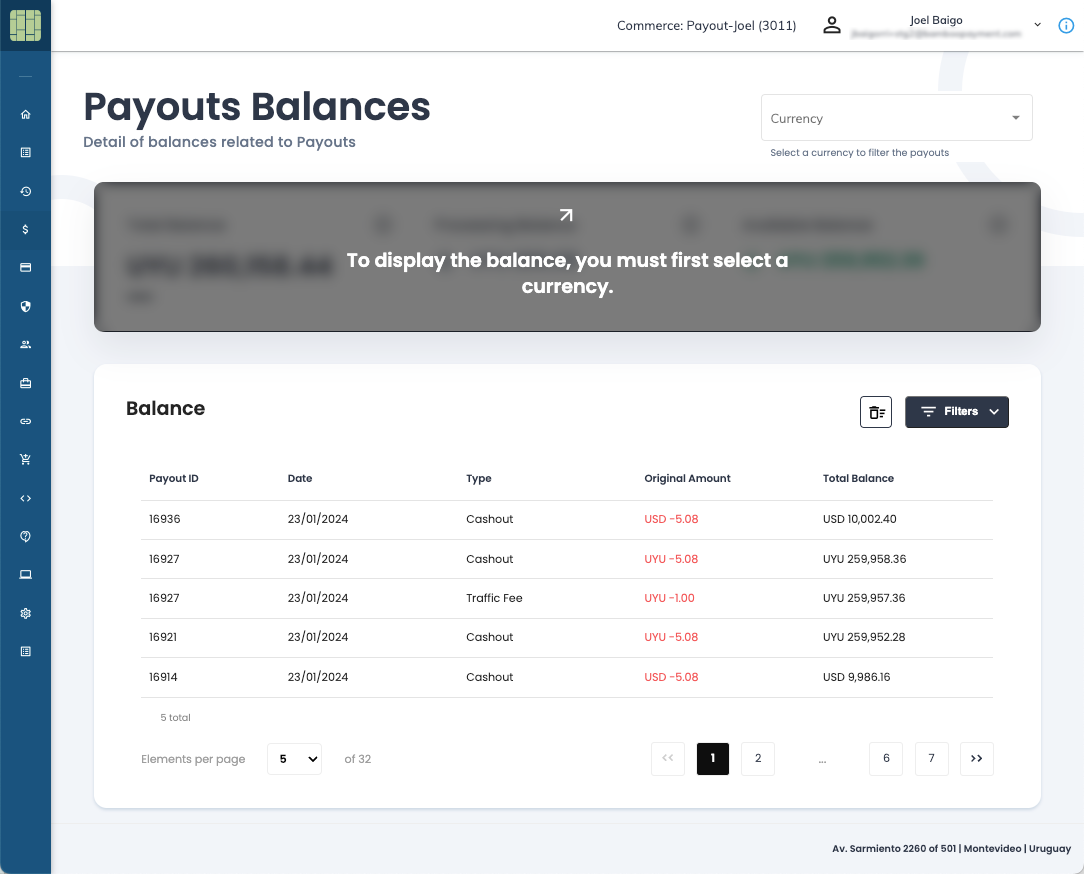 Commerce: Payout-Joel (3011)
Joel Baigo
Payouts Balances
Detail of balances related to Payouts
Currency
Select a currency to filter the payouts
To display the balance, you must first select a
currency.
Balance
Filters
Payout ID Date Type Original Amount Total Balance
16936 23/01/2024 Cashout USD -5.08 USD 10,002.40
16927 23/01/2024 Cashout UYU -5.08 UYU 259,958.36
16927 23/01/2024 Traffic Fee UYU -1.00 UYU 259,957.36
16921 23/01/2024 Cashout UYU -5.08 UYU 259,952.28
16914 23/01/2024 Cashout USD -5.08 USD 9,986.16
5 total
Elements per page 5 of 32 << 1 2 ... 6 7 >>
Av. Sarmiento 2260 of 501 | Montevideo | Uruguay